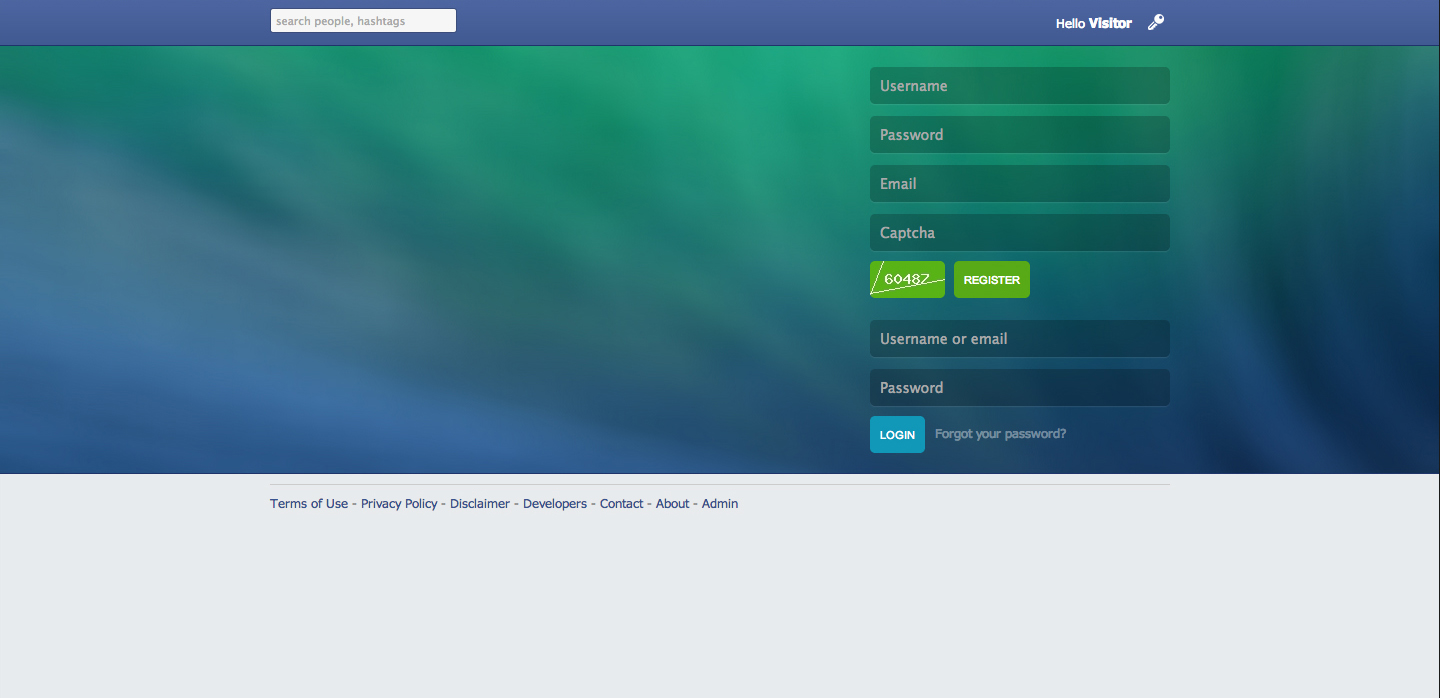 search people, hashtags
Hello Visitor
Username
Password
Email
Captcha
60487 REGISTER
Username or email
Password
LOGIN Forgot your password?
Terms of Use - Privacy Policy - Disclaimer - Developers - Contact - About - Admin